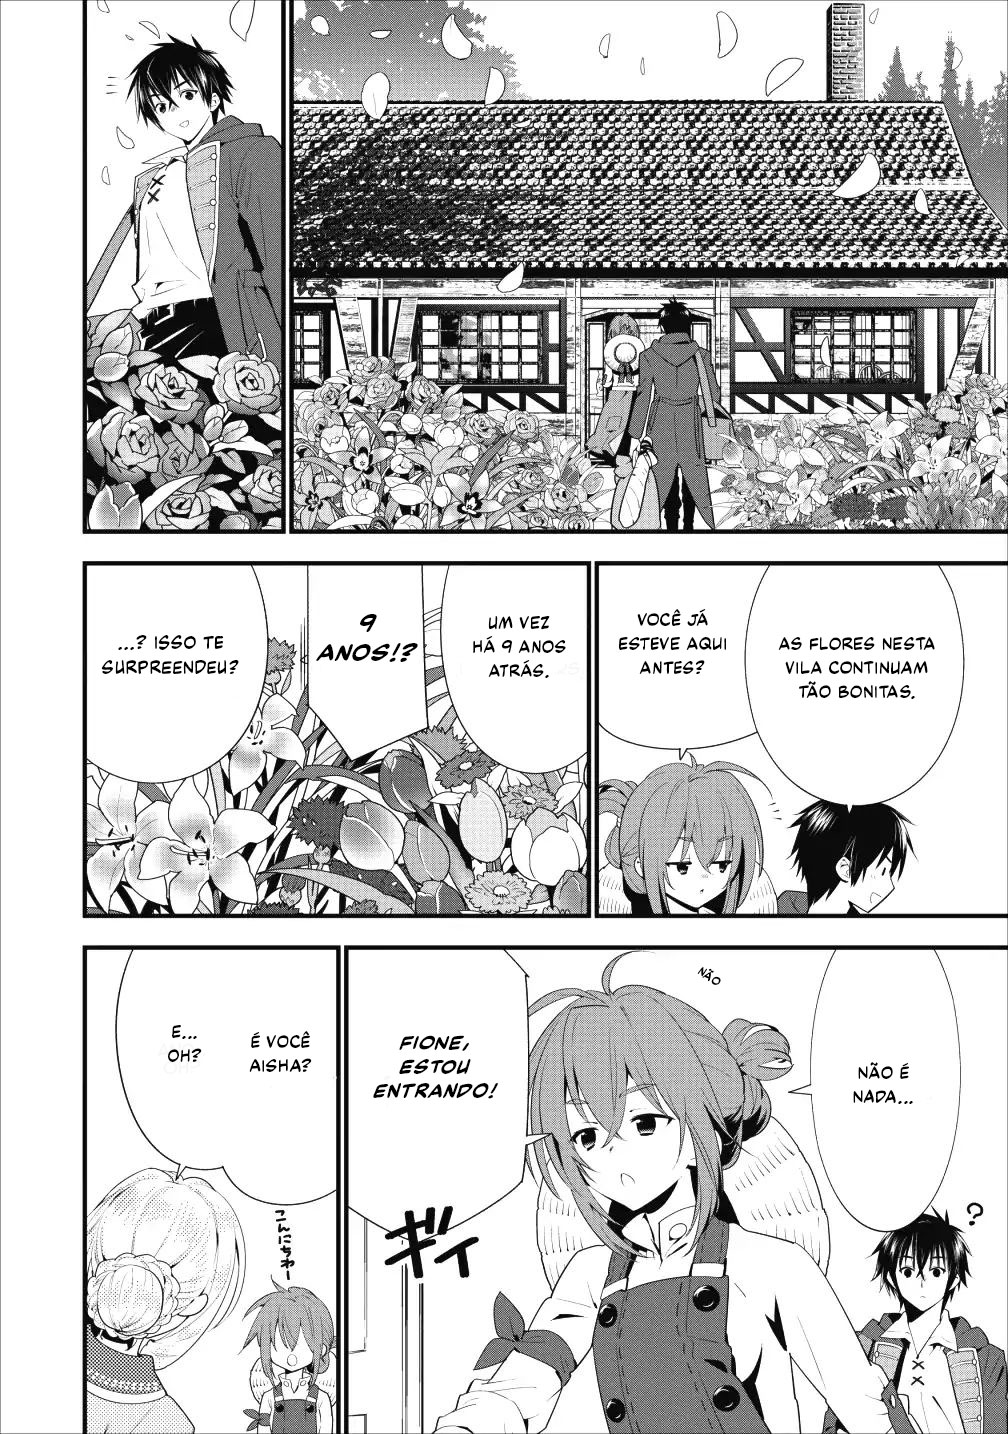 AS FLORES NESTA
VILA CONTINUAM
TÃO BONITAS.
VOCÊ JÁ
ESTEVE AQUI
ANTES?
UM VEZ
HÁ 9 ANOS
ATRÁS.
9
ANOS!?
...? ISSO TE
SURPREENDEU?
NÃO É
NADA...
NÃO
?
FIONE,
ESTOU
ENTRANDO!
ギィ
É VOCÊ
AISHA?
E...
OH?
こんにちわー